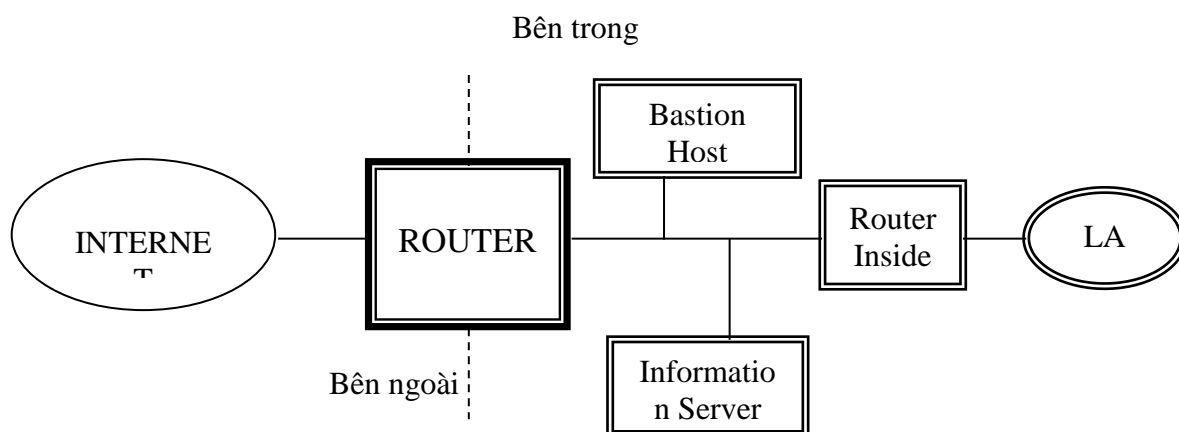 Bên trong
Bastion
Host
INTERNE
T
ROUTER
Router
Inside
LA
Bên ngoài
Informatio
n Server